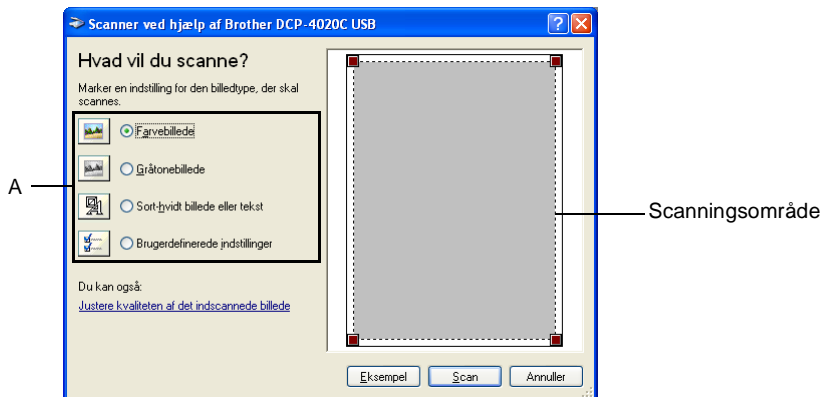 Scanner ved hjælp af Brother DCP-4020C USB
Hvad vil du scanne?
Marker en indstilling for den billedtype, der skal
scannes.
Farvebillede
Gråtonebillede
Sort-hvidt billede eller tekst
Brugerdefinerede indstillinger
A
Scanningsområde
Du kan også:
Justere kvaliteten af det indscannede billede
Eksempel
Scan
Annuller